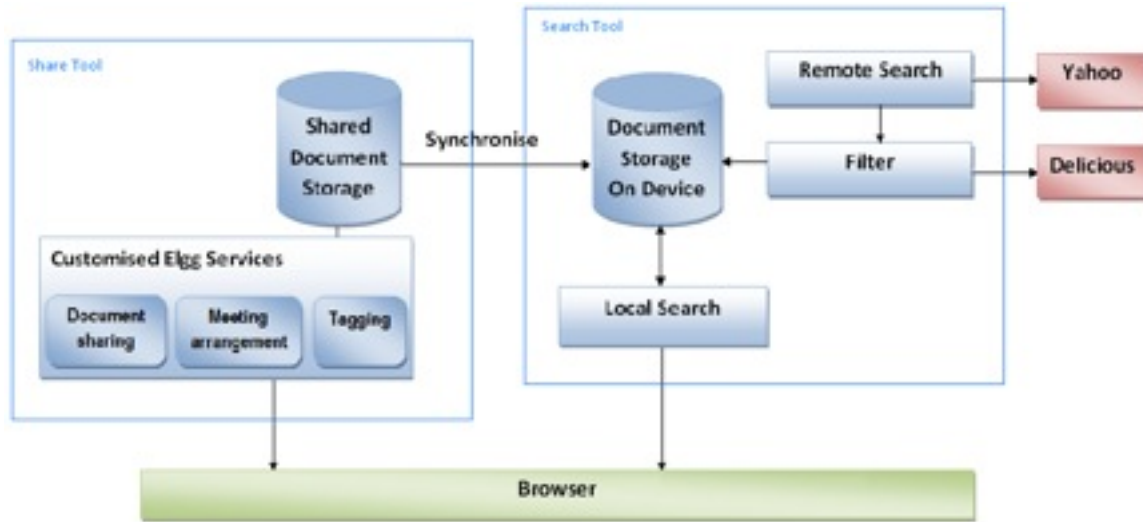 Share Tool
Shared
Document
Storage
Synchronise
Customised Elgg Services
Document
sharing
Meeting
arrangement
Tagging
Search Tool
Document
Storage
On Device
Remote Search
Yahoo
Filter
Delicious
Local Search
Browser